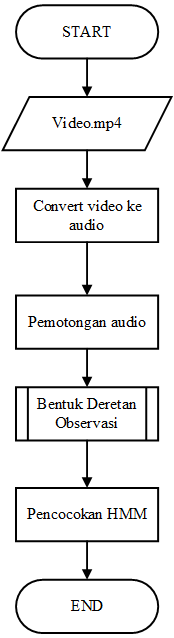 START
Video.mp4
Convert video ke
audio
Pemotongan audio
Bentuk Deretan
Observasi
Pencocokan HMM
END